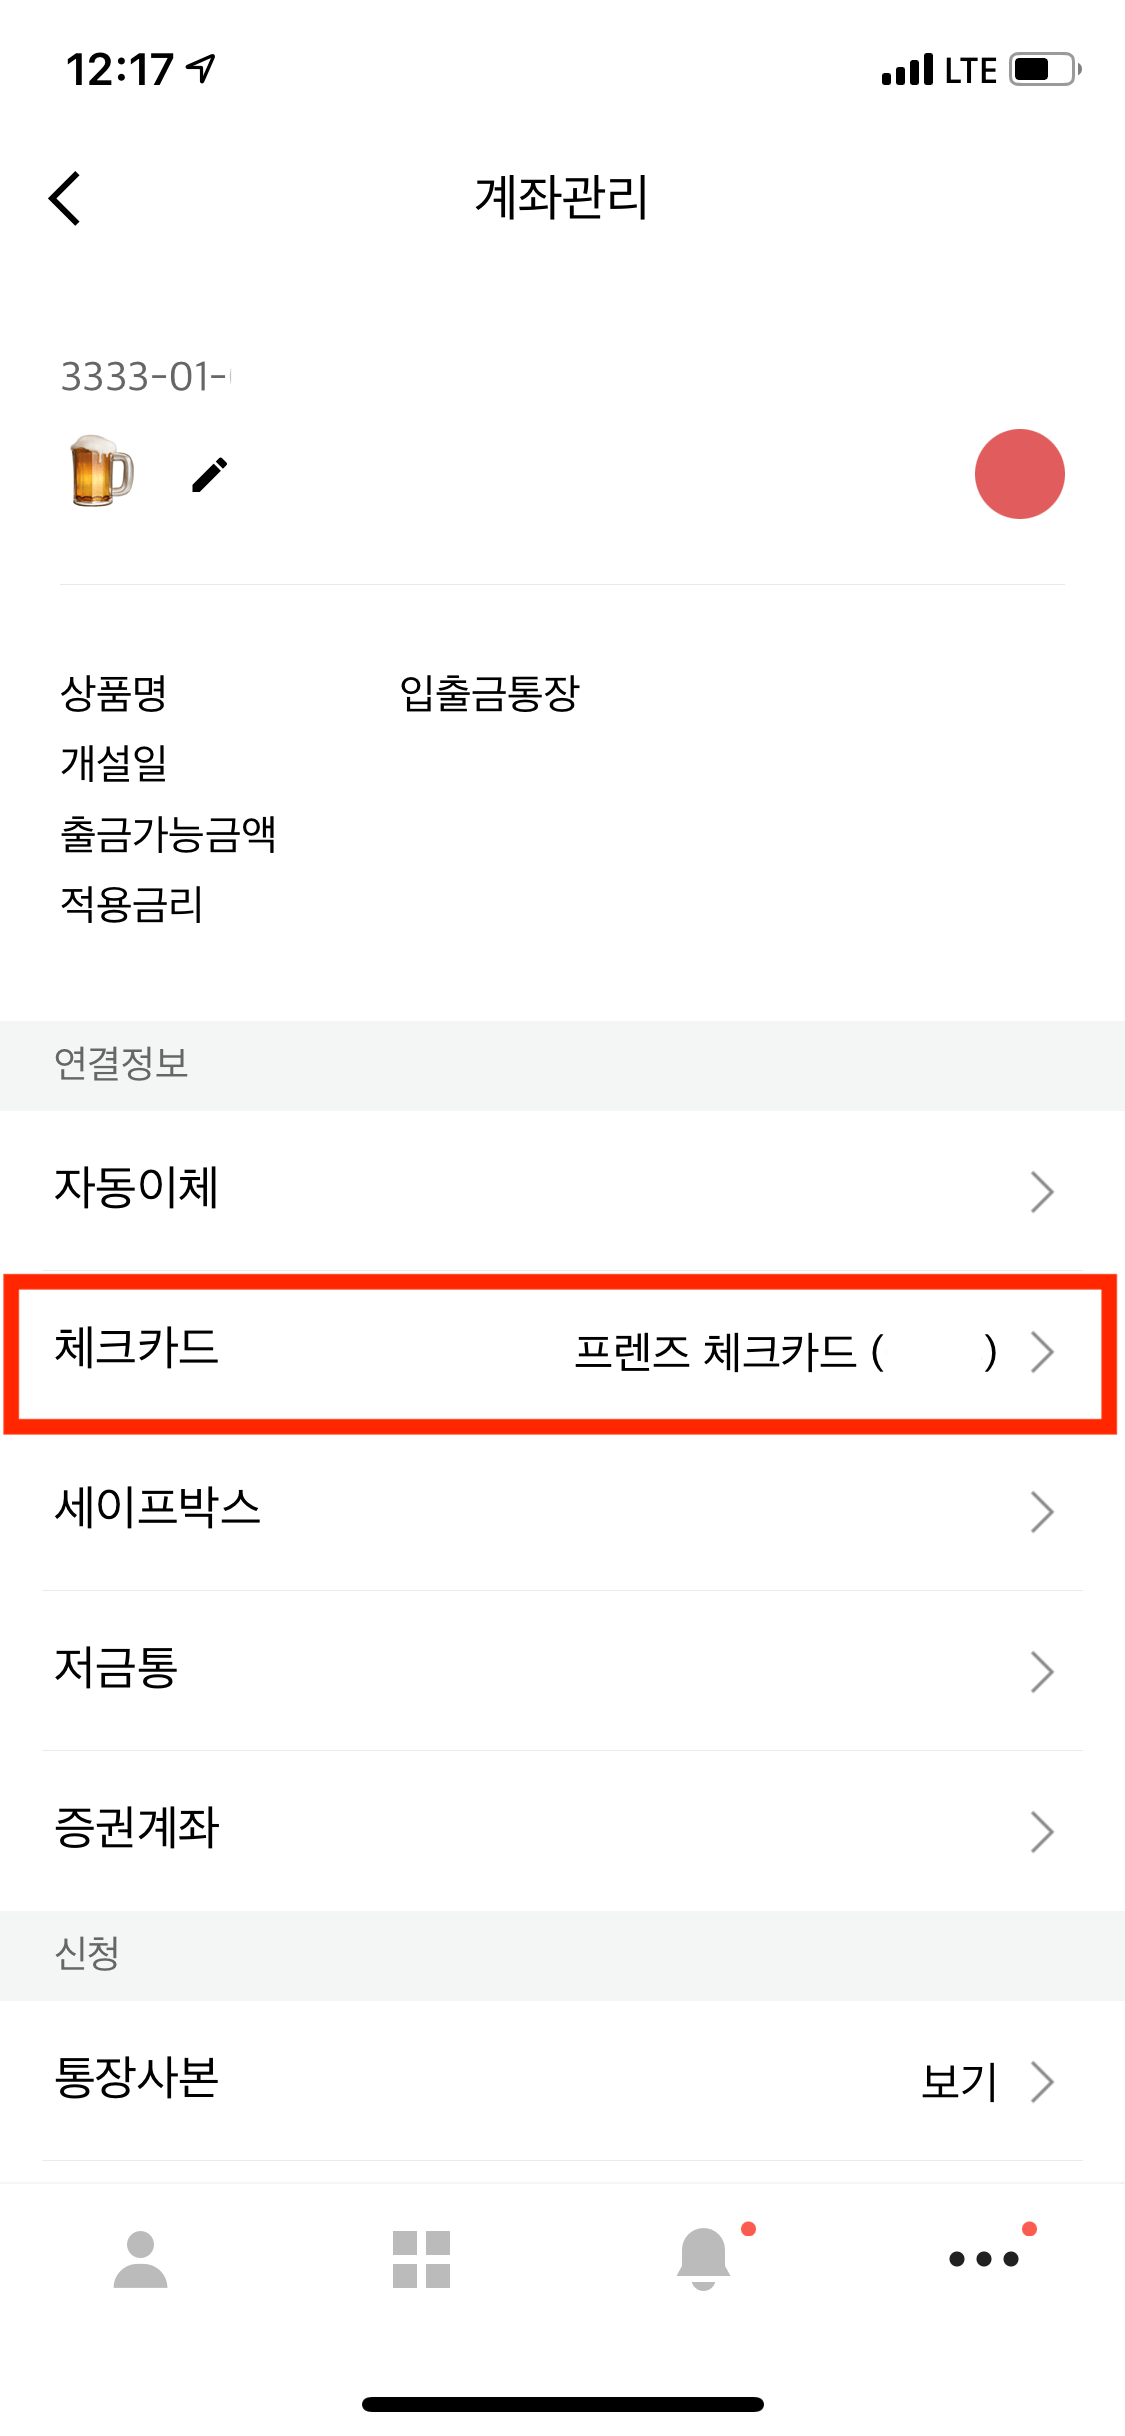 12:17
LTE
계좌관리
3333-01-
상품명 입출금통장
개설일
출금가능금액
적용금리
연결정보
자동이체
체크카드 프렌즈 체크카드 ( )
세이프박스
저금통
증권계좌
신청
통장사본 보기